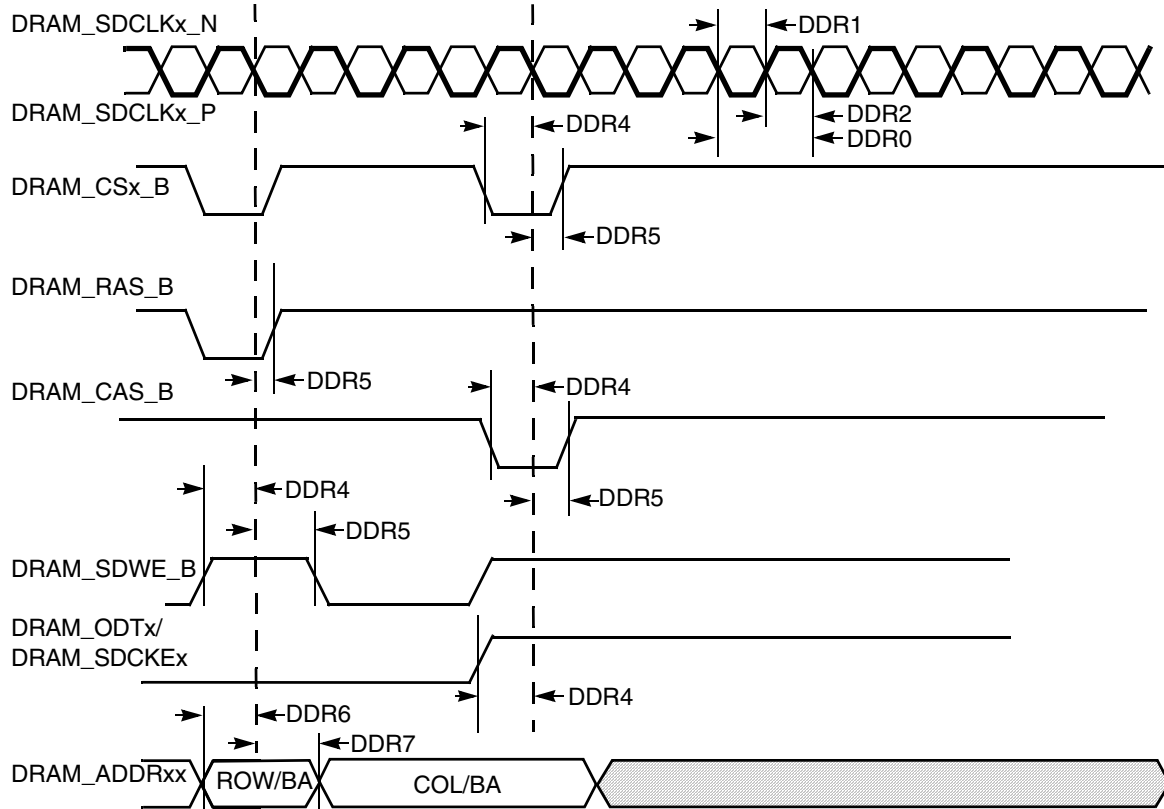 DRAM_SDCLKx_N
DDR1
DRAM_SDCLKx_P
DDR4
DDR2
DDR0
DRAM_CSx_B
DDR5
DRAM_RAS_B
DDR5
DDR4
DRAM_CAS_B
DDR4
DDR5
DDR5
DRAM_SDWE_B
DRAM_ODTx/
DRAM_SDCKEx
DDR4
DDR6
DDR7
DRAM_ADDRxx
ROW/BA
COL/BA